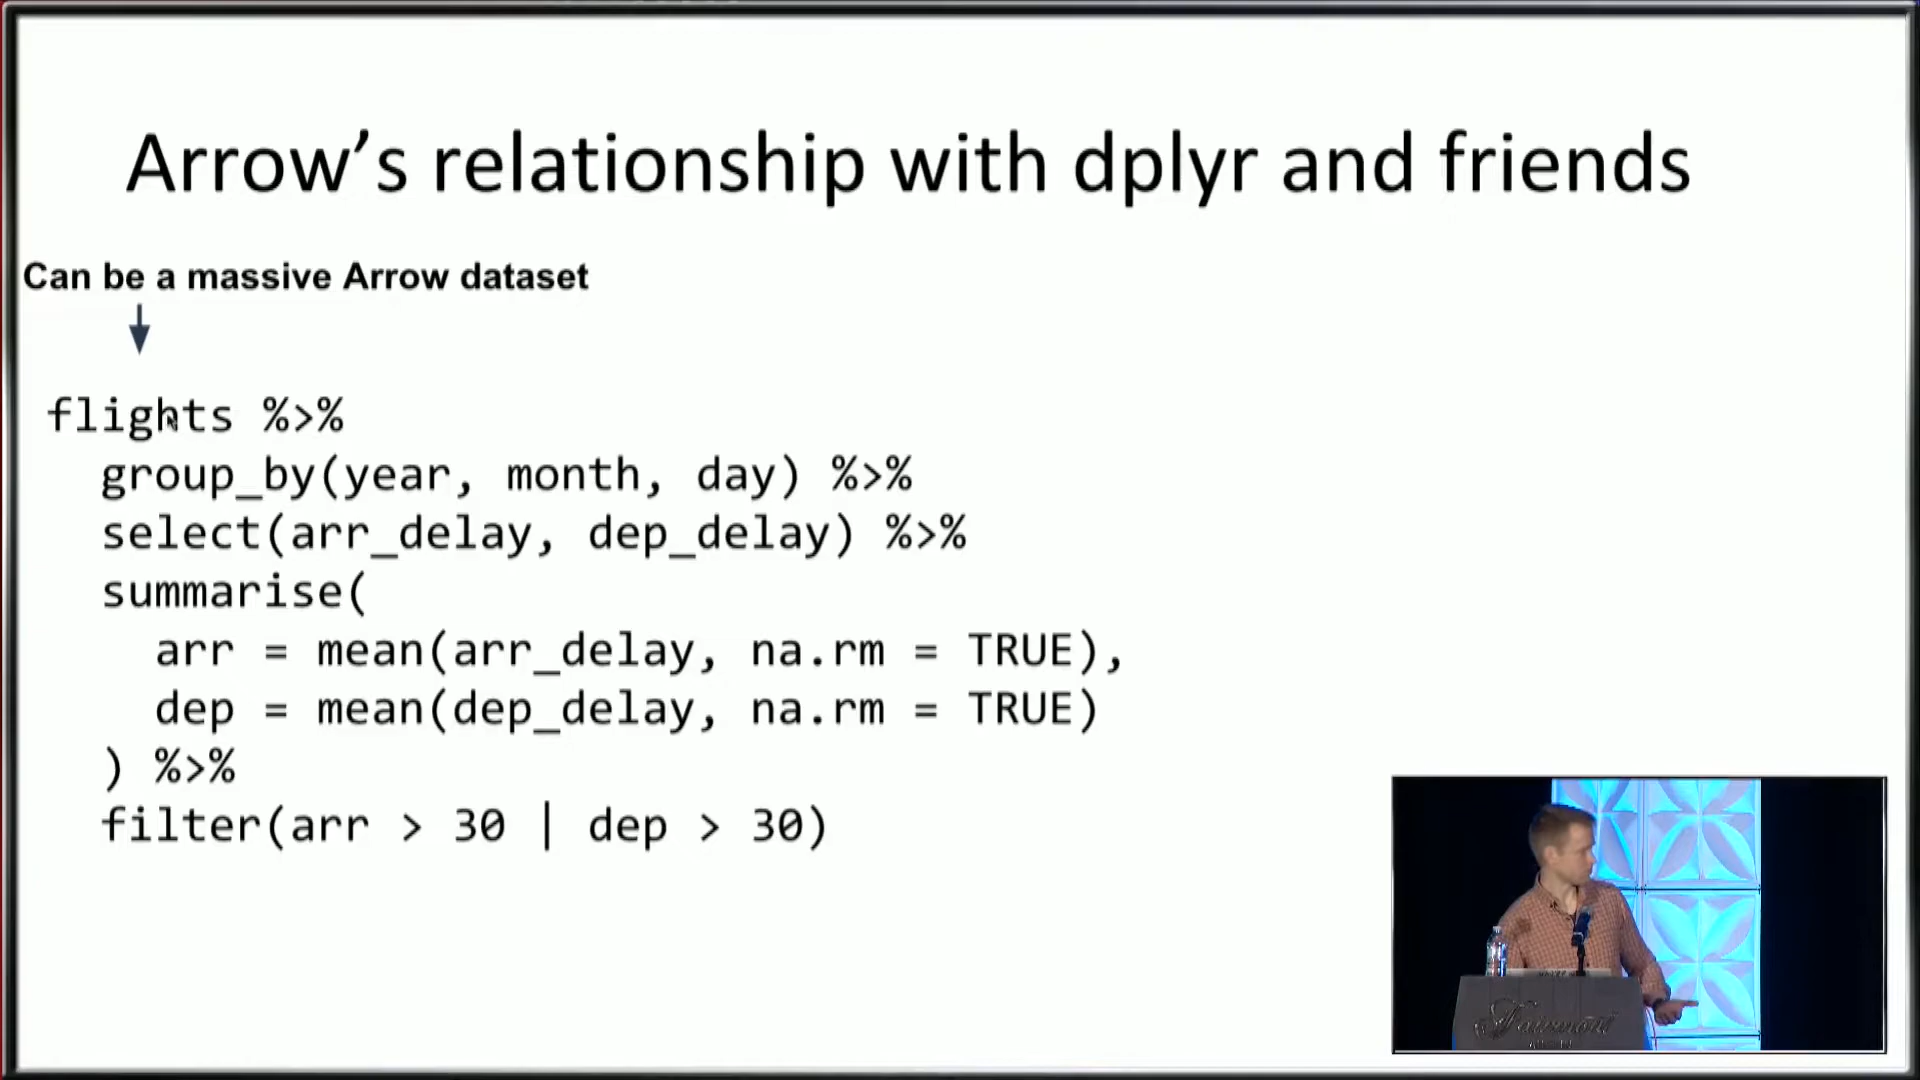 Arrow’s relationship with dplyr and friends
Can be a massive Arrow dataset
flights %>%
group_by(year, month, day) %>%
select(arr_delay, dep_delay) %>%
summarise(
arr = mean(arr_delay, na.rm = TRUE),
dep = mean(dep_delay, na.rm = TRUE)
) %>%
filter(arr > 30 | dep > 30)
Fairmont